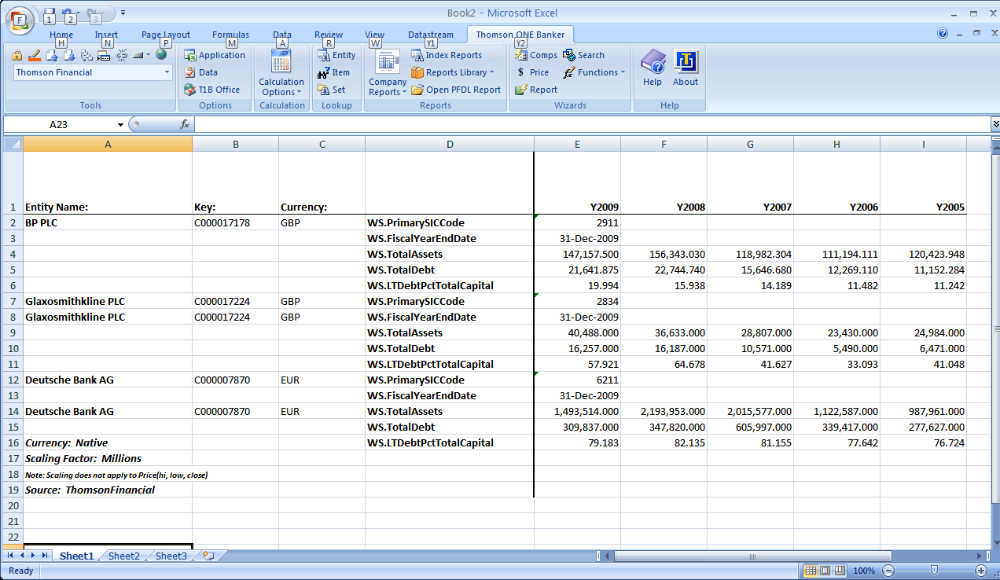 Book2 - Microsoft Excel
F 1 2 3
Home Insert Page Layout Formulas Data Review View Datastream Thomson ONE Banker
H N P M A R W Y1 Y2
Application Entity Index Reports Comps Search
Thomson Financial Data Calculation Options Item Company Reports Reports Library Price Functions Help About
T1B Office Set Open PFDL Report Report
Tools Options Calculation Lookup Reports Wizards Help
A23 fx
A B C D E F G H I
1 Entity Name: Key: Currency: Y2009 Y2008 Y2007 Y2006 Y2005
2 BP PLC C000017178 GBP WS.PrimarySICCode 2911
3 WS.FiscalYearEndDate 31-Dec-2009
4 WS.TotalAssets 147,157.500 156,343.030 118,982.304 111,194.111 120,423.948
5 WS.TotalDebt 21,641.875 22,744.740 15,646.680 12,269.110 11,152.284
6 WS.LTDebtPctTotalCapital 19.994 15.938 14.189 11.482 11.242
7 Glaxosmithkline PLC C000017224 GBP WS.PrimarySICCode 2834
8 Glaxosmithkline PLC C000017224 GBP WS.FiscalYearEndDate 31-Dec-2009
9 WS.TotalAssets 40,488.000 36,633.000 28,807.000 23,430.000 24,984.000
10 WS.TotalDebt 16,257.000 16,187.000 10,571.000 5,490.000 6,471.000
11 WS.LTDebtPctTotalCapital 57.921 64.678 41.627 33.093 41.048
12 Deutsche Bank AG C000007870 EUR WS.PrimarySICCode 6211
13 WS.FiscalYearEndDate 31-Dec-2009
14 Deutsche Bank AG C000007870 EUR WS.TotalAssets 1,493,514.000 2,193,953.000 2,015,577.000 1,122,587.000 987,961.000
15 WS.TotalDebt 309,837.000 347,820.000 605,997.000 339,417.000 277,627.000
16 Currency: Native WS.LTDebtPctTotalCapital 79.183 82.135 81.155 77.642 76.724
17 Scaling Factor: Millions
18 Note: Scaling does not apply to Price(hi, low, close)
19 Source: ThomsonFinancial
20
21
22
Sheet1 Sheet2 Sheet3
Ready 100%